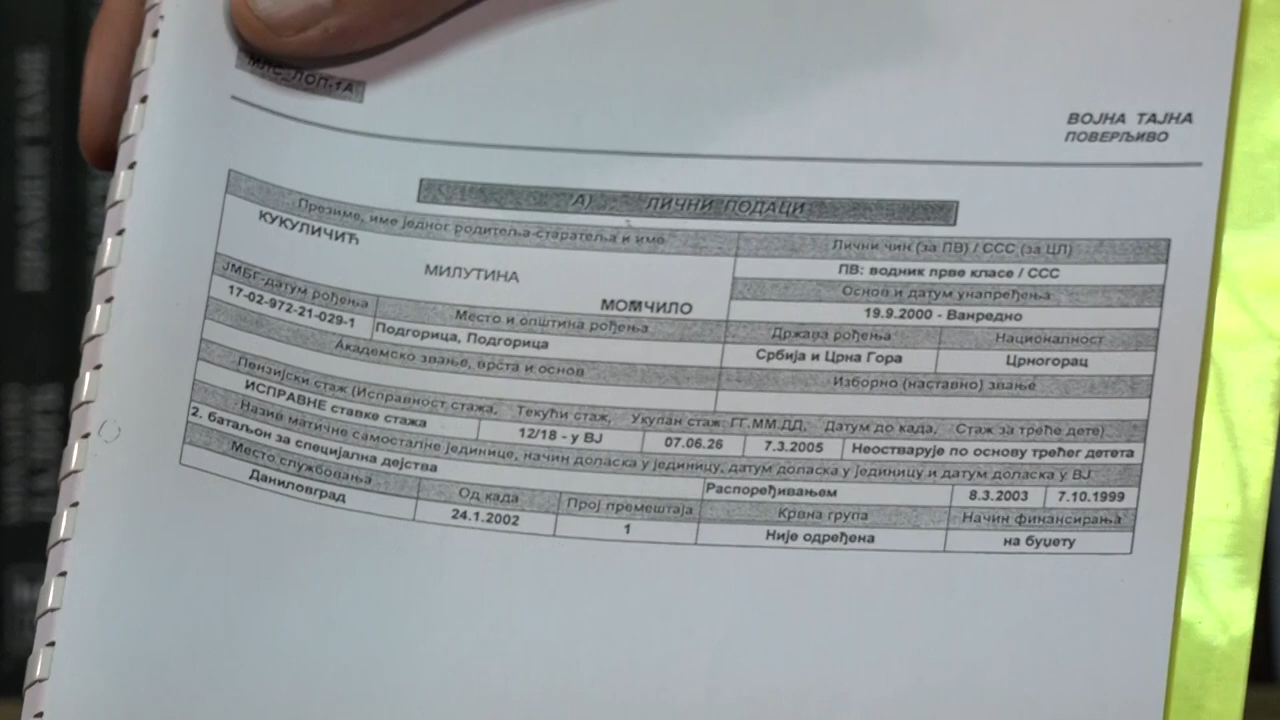 МЛС_ЛОП-1А
ВОЈНА ТАЈНА
ПОВЕРЉИВО
А) ЛИЧНИ ПОДАЦИ
Презиме, име једног родитеља-старатеља и име
Лични чин (за ПВ) / ССС (за ЦЛ)
КУКУЛИЧИЋ
МИЛУТИНА
МОМЧИЛО
ПВ: водник прве класе / ССС
Основ и датум унапређења
19.9.2000 - Ванредно
ЈМБГ-датум рођења Место и општина рођења Држава рођења Националност
17-02-972-21-029-1 Подгорица, Подгорица Србија и Црна Гора Црногорац
Академско звање, врста и основ Изборно (наставно) звање
Пензијски стаж (Исправност стажа, Текући стаж, Укупан стаж: ГГ.ММ.ДД, Датум до када, Стаж за треће дете)
ИСПРАВНЕ ставке стажа 12/18 - у ВЈ 07.06.26 7.3.2005 Неостварује по основу трећег детета
Назив матичне самосталне јединице, начин доласка у јединицу, датум доласка у јединицу и датум доласка у ВЈ
2. батаљон за специјална дејства Распоређивањем 8.3.2003 7.10.1999
Место службовања Од када Број премештаја Крвна група Начин финансирања
Даниловград 24.1.2002 1 Није одређена на буџету